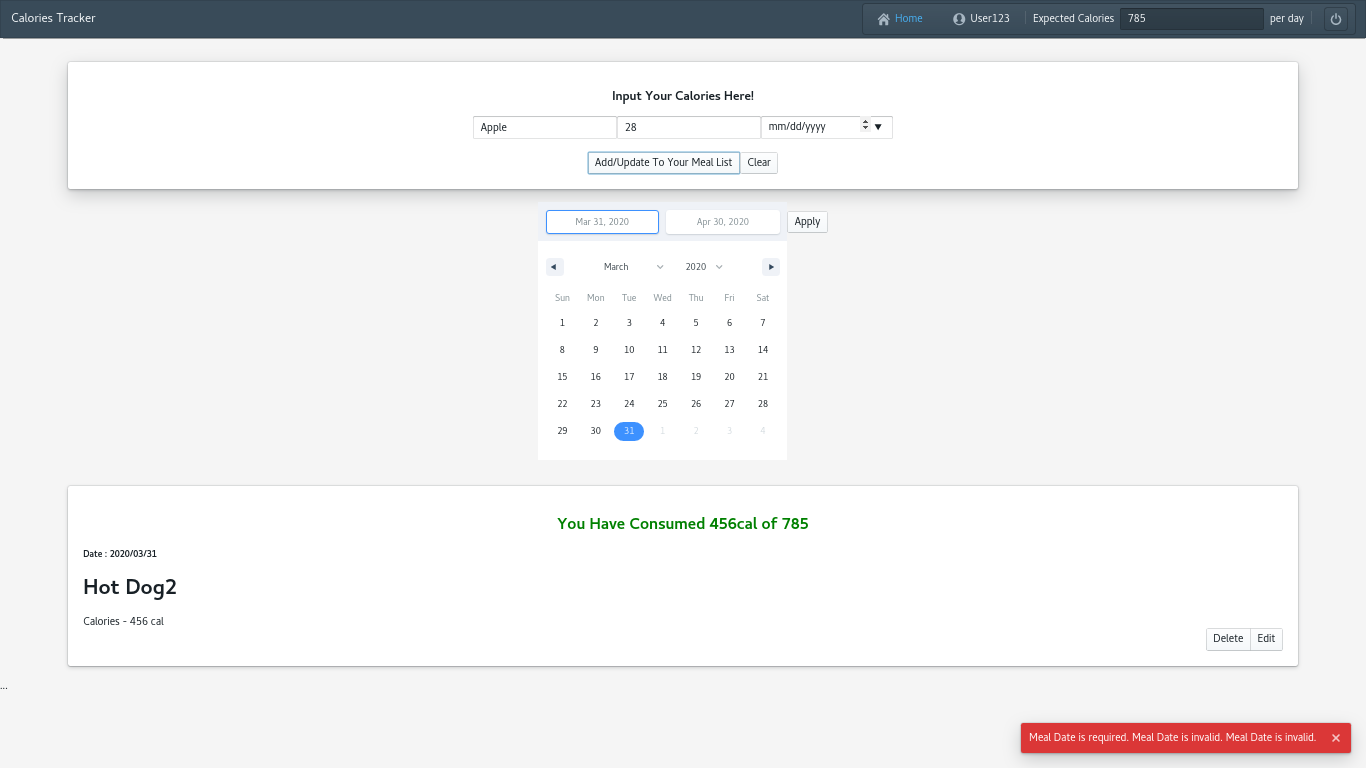 Calories Tracker Home User123 Expected Calories 785 per day
Input Your Calories Here!
Apple 28 mm/dd/yyyy
Add/Update To Your Meal List Clear
Mar 31, 2020 Apr 30, 2020 Apply
March 2020
Sun Mon Tue Wed Thu Fri Sat
1 2 3 4 5 6 7
8 9 10 11 12 13 14
15 16 17 18 19 20 21
22 23 24 25 26 27 28
29 30 31 1 2 3 4
You Have Consumed 456cal of 785
Date : 2020/03/31
Hot Dog2
Calories - 456 cal
Delete Edit
...
Meal Date is required. Meal Date is invalid. Meal Date is invalid.